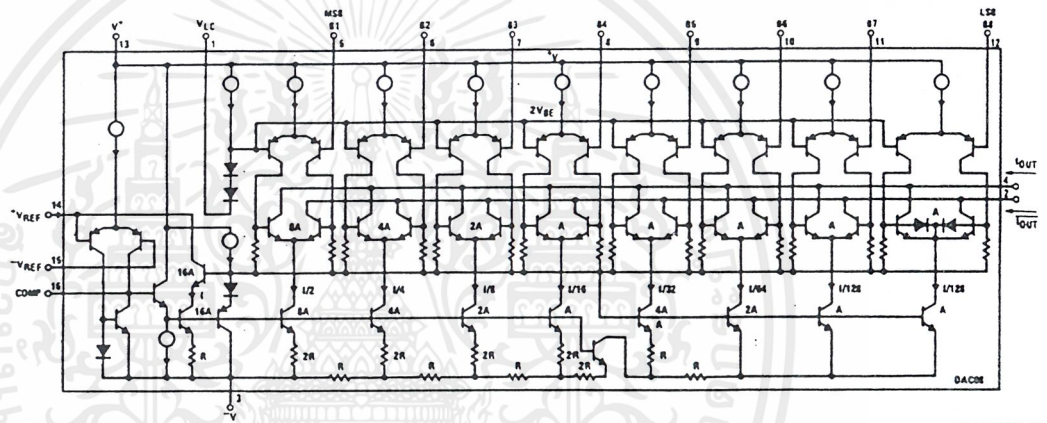 MSB LSB
V+ VLC B1 B2 B3 B4 B5 B6 B7 B8
13 1 5 6 7 8 9 10 11 12
+V
2VBE
IOUT
4
2
IOUT
+VREF 14
-VREF 15
COMP 16
8A 4A 2A A A A A A
16A
I I/2 I/4 I/8 I/16 I/32 I/64 I/128 I/128
16A 8A 4A 2A A 4A 2A A A
A
R 2R 2R 2R 2R R
2R
R R R R
3
-V
DAC08